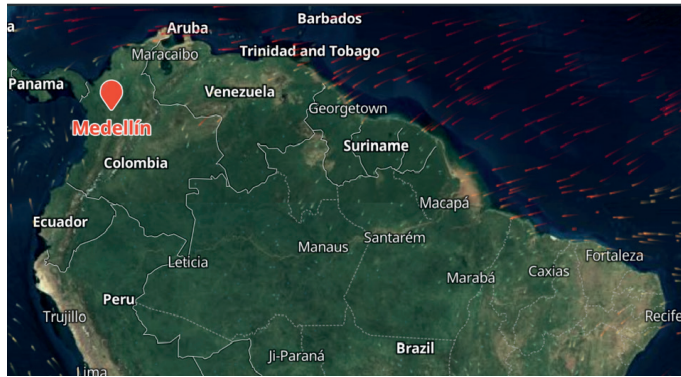 a
Aruba
Barbados
Maracaibo
Trinidad and Tobago
Panama
Venezuela
Medellín
Georgetown
Suriname
Colombia
Macapá
Ecuador
Santarém
Manaus
Leticia
Fortaleza
Caxias
Marabá
Peru
Trujillo
Recife
Brazil
Ji-Paraná
Lima